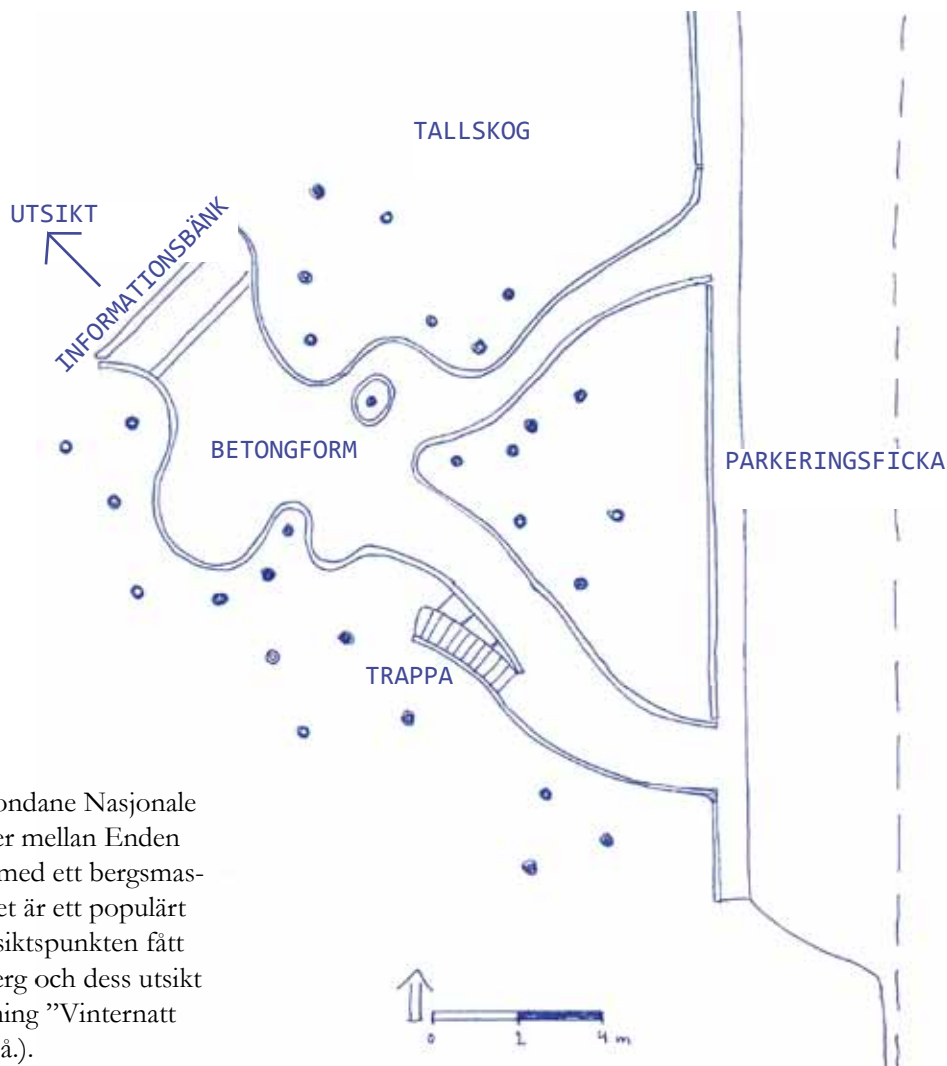 TALLSKOG
UTSIKT
INFORMATIONSBÄNK
BETONGFORM
PARKERINGSFICKA
TRAPPA
ondane Nasjonale
er mellan Enden
med ett bergsmas-
et är ett populärt
siktspunkten fått
erg och dess utsikt
ning ”Vinternatt
å.).
0 2 4 m